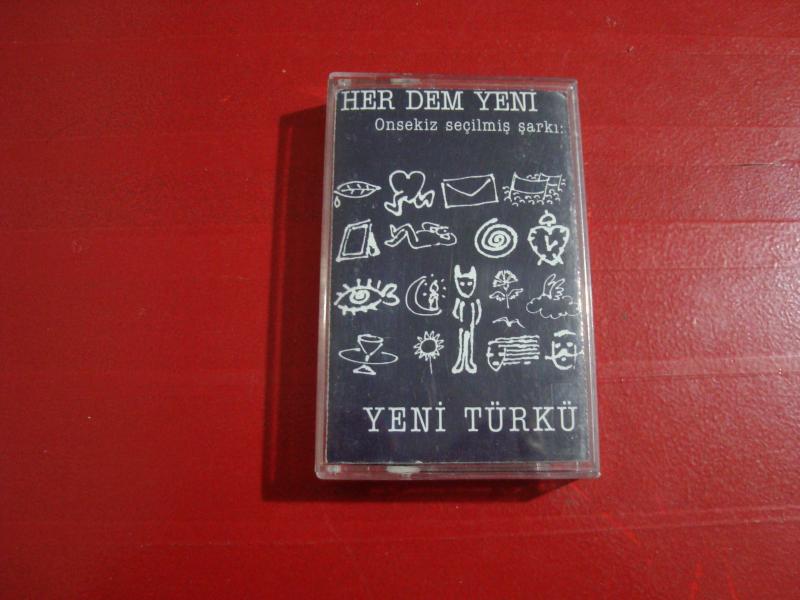 HER DEM YENİ
Onsekiz seçilmiş şarkı:
YENİ TÜRKÜ